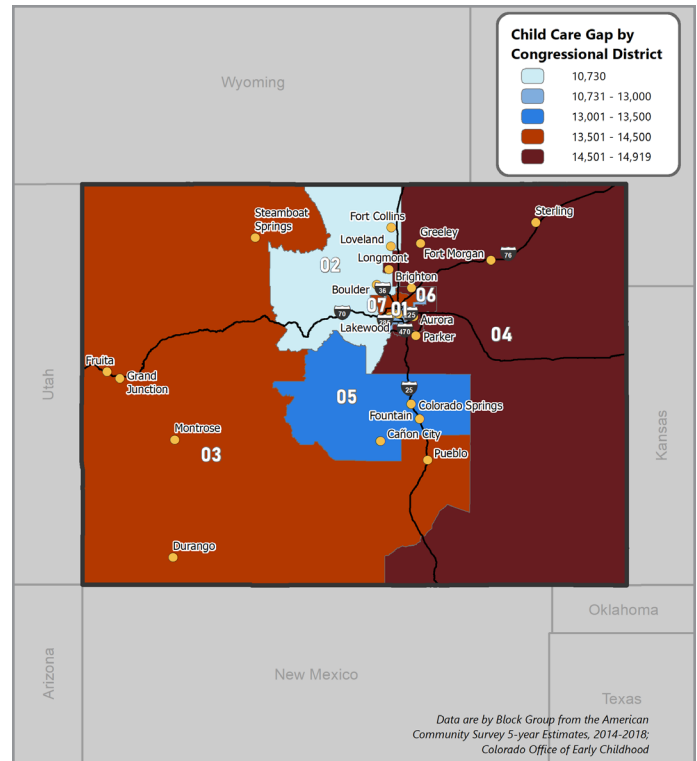 Child Care Gap by
Congressional District
10,730
10,731 - 13,000
13,001 - 13,500
13,501 - 14,500
14,501 - 14,919
Wyoming
Steamboat
Springs
Fort Collins
Sterling
Loveland
Greeley
Fort Morgan
76
Longmont
02
Brighton
Boulder
36
06
07
01
70
25
Aurora
Lakewood
470
Parker
04
Utah
Fruita
Grand
Junction
05
25
Colorado Springs
Fountain
Montrose
Cañon City
Kansas
03
Pueblo
Durango
Oklahoma
Arizona
New Mexico
Texas
Data are by Block Group from the American
Community Survey 5-year Estimates, 2014-2018;
Colorado Office of Early Childhood